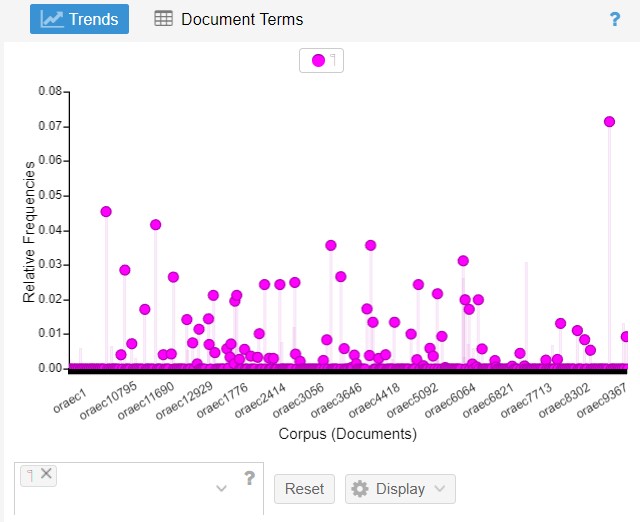 Trends
Document Terms
?
¶
0.08
0.07
0.06
0.05
0.04
0.03
0.02
0.01
0.00
Relative Frequencies
oraec1
oraec10795
oraec11690
oraec12929
oraec1776
oraec2414
oraec3056
oraec3646
oraec4418
oraec5092
oraec6064
oraec6821
oraec7713
oraec8302
oraec9367
Corpus (Documents)
¶ ×
?
Reset
Display